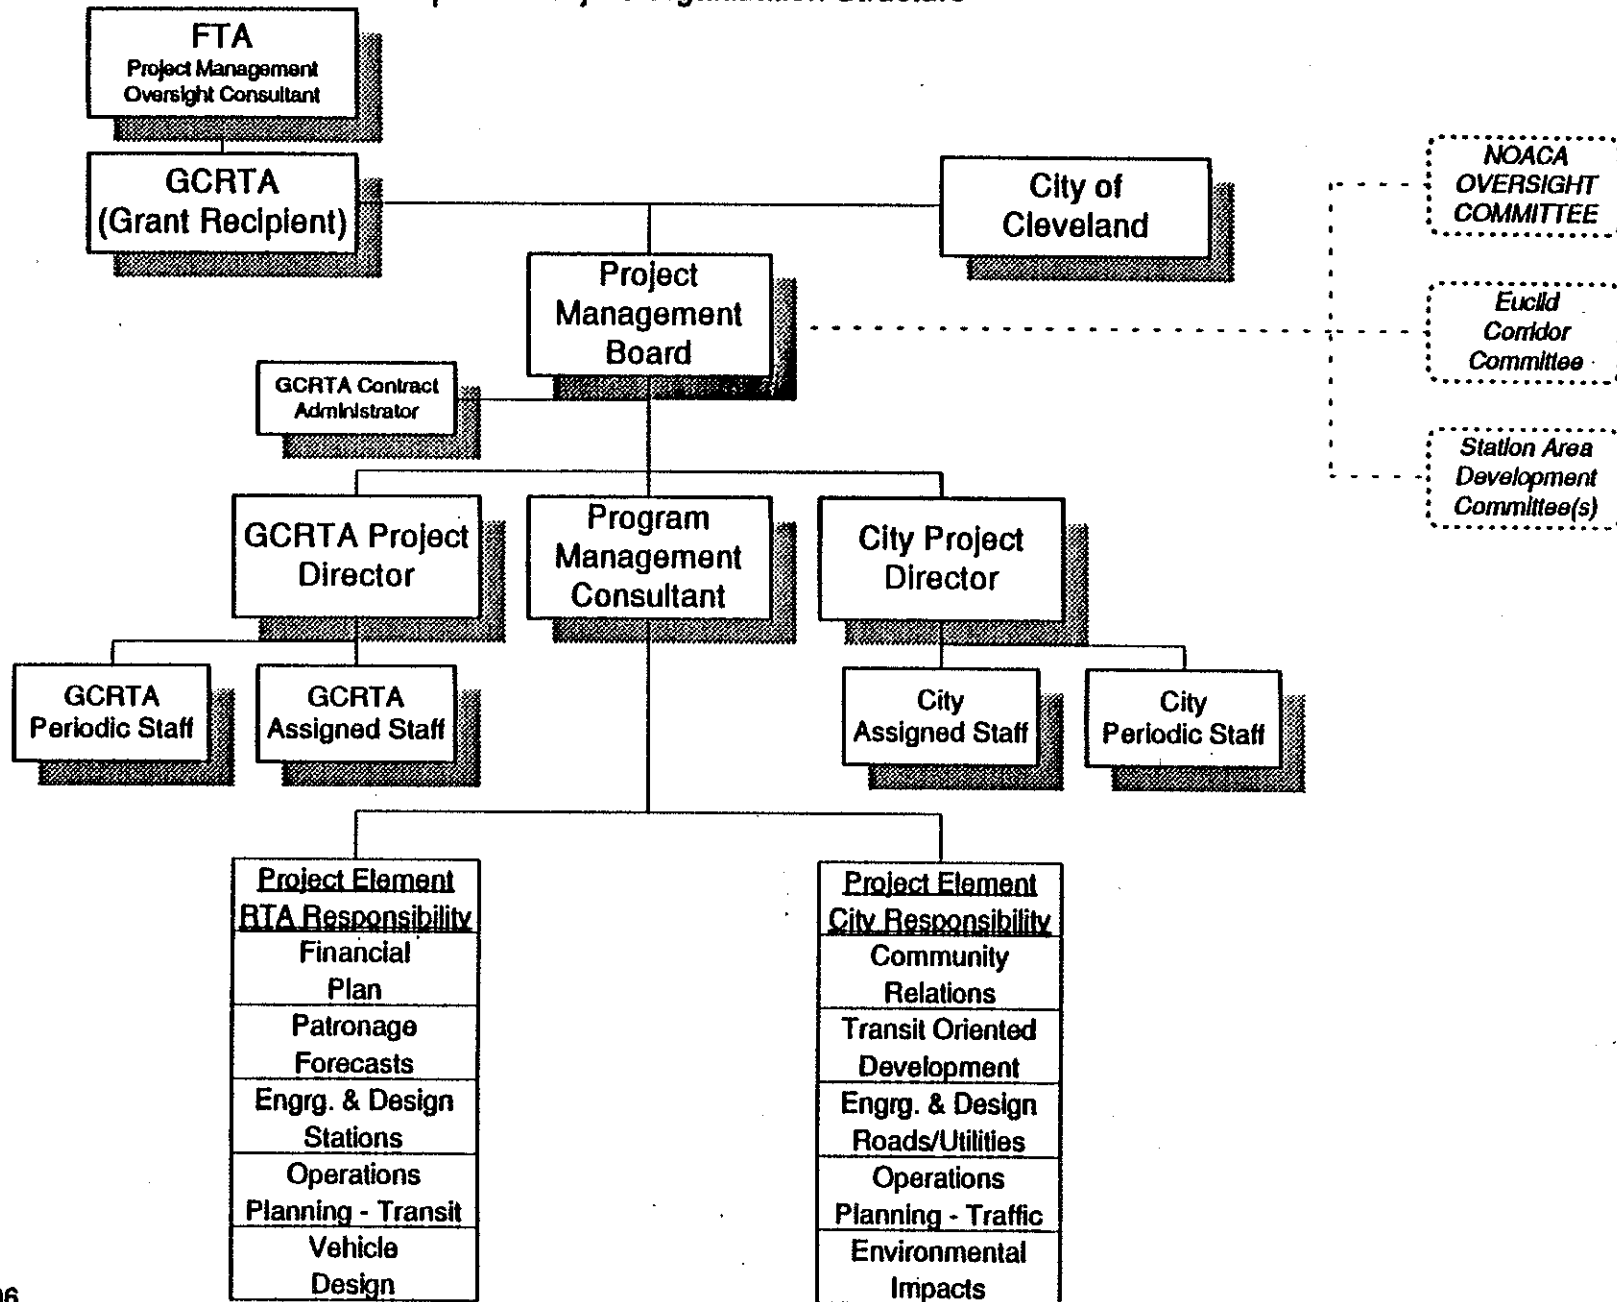 FTA
Project Management
Oversight Consultant
GCRTA
(Grant Recipient)
City of
Cleveland
NOACA
OVERSIGHT
COMMITTEE
Project
Management
Board
Euclid
Corridor
Committee
GCRTA Contract
Administrator
Station Area
Development
Committee(s)
GCRTA Project
Director
Program
Management
Consultant
City Project
Director
GCRTA
Periodic Staff
GCRTA
Assigned Staff
City
Assigned Staff
City
Periodic Staff
Project Element
RTA Responsibility
Financial
Plan
Patronage
Forecasts
Engrg. & Design
Stations
Operations
Planning - Transit
Vehicle
Design
Project Element
City Responsibility
Community
Relations
Transit Oriented
Development
Engrg. & Design
Roads/Utilities
Operations
Planning - Traffic
Environmental
Impacts